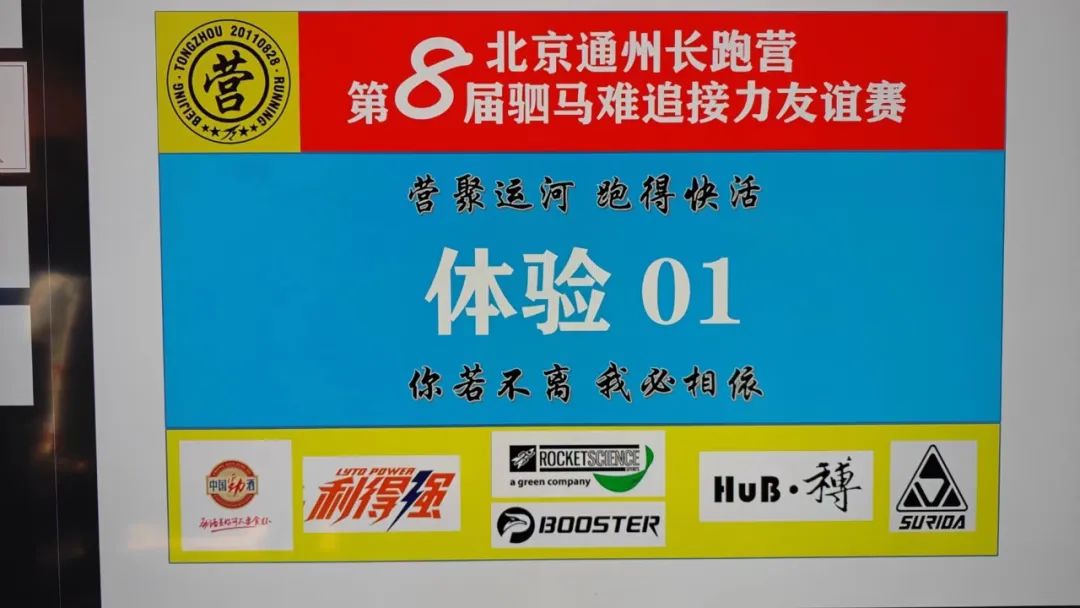 BEIJING · TONGZHOU 20110828 · RUNNING
营
北京通州长跑营
第8届驷马难追接力友谊赛
营聚运河 跑得快活
体验 01
你若不离 我必相依
中国劲酒
LYTO POWER
利得强
ROCKETSCIENCE
SPORTS
a green company
BOOSTER
HuB·搏
SURIDA